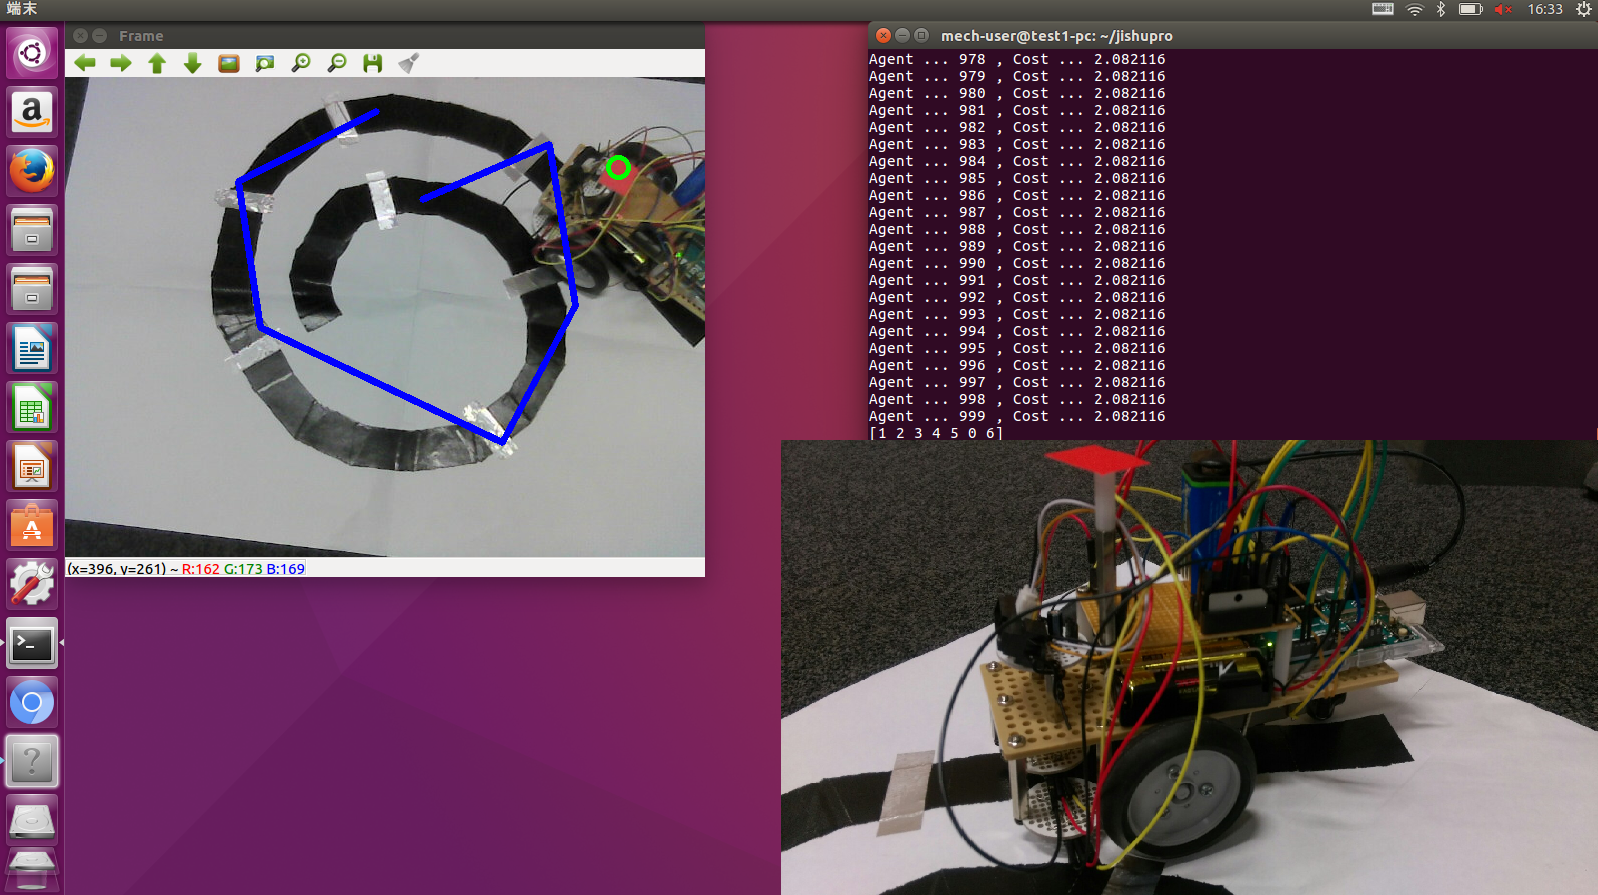 端末
16:33
Frame
(x=396, y=261) ~ R:162 G:173 B:169
mech-user@test1-pc: ~/jishupro
Agent ... 978 , Cost ... 2.082116
Agent ... 979 , Cost ... 2.082116
Agent ... 980 , Cost ... 2.082116
Agent ... 981 , Cost ... 2.082116
Agent ... 982 , Cost ... 2.082116
Agent ... 983 , Cost ... 2.082116
Agent ... 984 , Cost ... 2.082116
Agent ... 985 , Cost ... 2.082116
Agent ... 986 , Cost ... 2.082116
Agent ... 987 , Cost ... 2.082116
Agent ... 988 , Cost ... 2.082116
Agent ... 989 , Cost ... 2.082116
Agent ... 990 , Cost ... 2.082116
Agent ... 991 , Cost ... 2.082116
Agent ... 992 , Cost ... 2.082116
Agent ... 993 , Cost ... 2.082116
Agent ... 994 , Cost ... 2.082116
Agent ... 995 , Cost ... 2.082116
Agent ... 996 , Cost ... 2.082116
Agent ... 997 , Cost ... 2.082116
Agent ... 998 , Cost ... 2.082116
Agent ... 999 , Cost ... 2.082116
[1 2 3 4 5 0 6]